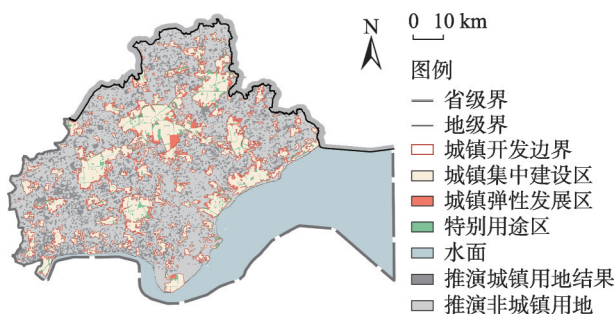 N
0 10 km
图例
省级界
地级界
城镇开发边界
城镇集中建设区
城镇弹性发展区
特别用途区
水面
推演城镇用地结果
推演非城镇用地